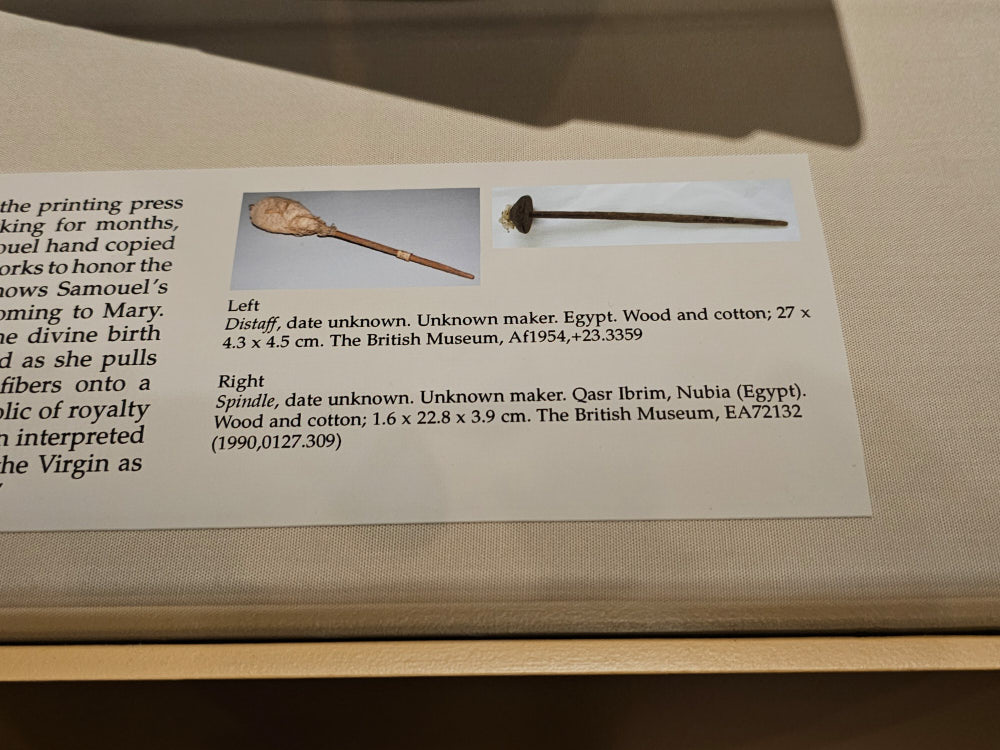 the printing press
king for months,
ouel hand copied
orks to honor the
hows Samouel's
oming to Mary.
he divine birth
d as she pulls
fibers onto a
olic of royalty
n interpreted
the Virgin as
Left
Distaff, date unknown. Unknown maker. Egypt. Wood and cotton; 27 x
4.3 x 4.5 cm. The British Museum, Af1954,+23.3359
Right
Spindle, date unknown. Unknown maker. Qasr Ibrim, Nubia (Egypt).
Wood and cotton; 1.6 x 22.8 x 3.9 cm. The British Museum, EA72132
(1990,0127.309)